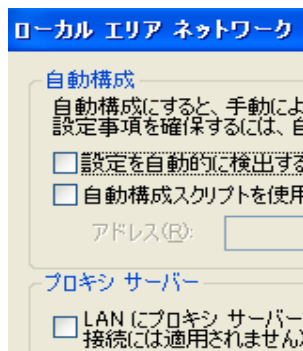 ローカル エリア ネットワーク
自動構成
自動構成にすると、手動によ
設定事項を確保するには、自
設定を自動的に検出する
自動構成スクリプトを使用
アドレス(R):
プロキシ サーバー
LAN にプロキシ サーバー
接続には適用されません)